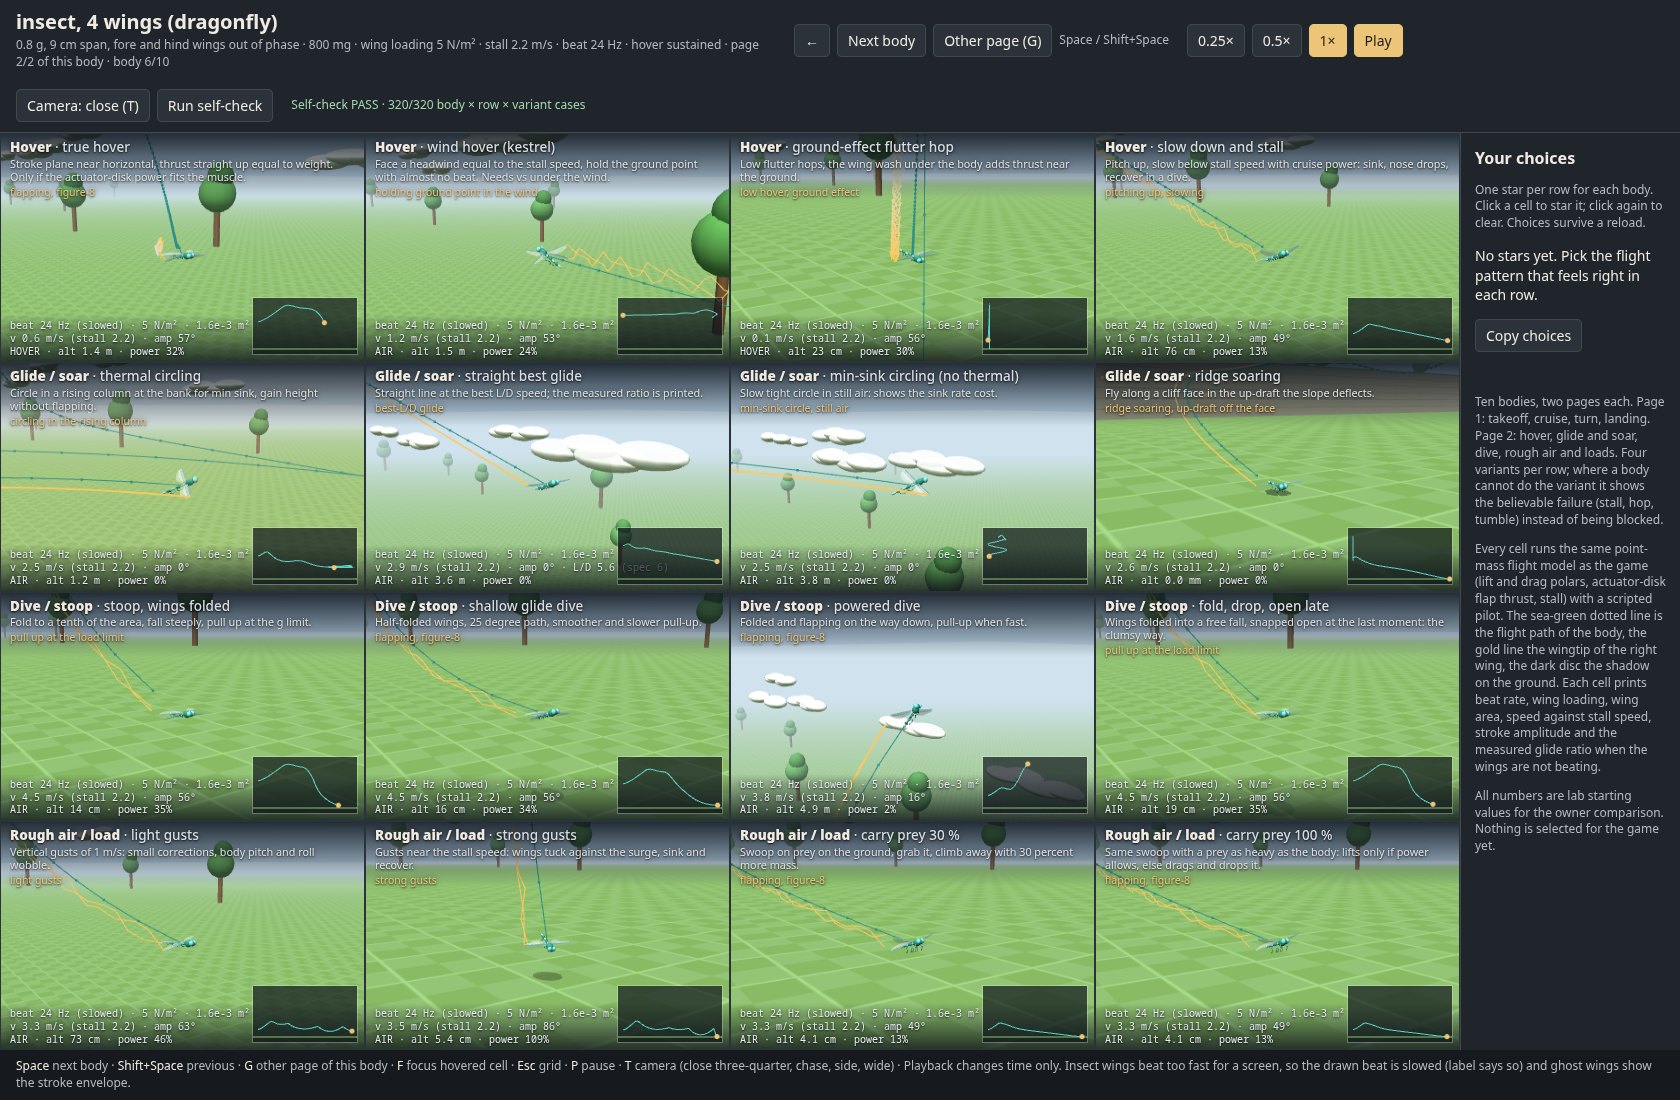 insect, 4 wings (dragonfly)
0.8 g, 9 cm span, fore and hind wings out of phase · 800 mg · wing loading 5 N/m² · stall 2.2 m/s · beat 24 Hz · hover sustained · page
2/2 of this body · body 6/10
←
Next body
Other page (G)
Space / Shift+Space
0.25×
0.5×
1×
Play
Camera: close (T)
Run self-check
Self-check PASS · 320/320 body × row × variant cases
Hover · true hover
Stroke plane near horizontal, thrust straight up equal to weight.
Only if the actuator-disk power fits the muscle.
flapping, figure-8
beat 24 Hz (slowed) · 5 N/m² · 1.6e-3 m²
v 0.6 m/s (stall 2.2) · amp 57°
HOVER · alt 1.4 m · power 32%
Hover · wind hover (kestrel)
Face a headwind equal to the stall speed, hold the ground point
with almost no beat. Needs vs under the wind.
holding ground point in the wind
beat 24 Hz (slowed) · 5 N/m² · 1.6e-3 m²
v 1.2 m/s (stall 2.2) · amp 53°
AIR · alt 1.5 m · power 24%
Hover · ground-effect flutter hop
Low flutter hops, the wing wash under the body adds thrust near
the ground.
low hover, ground effect
beat 24 Hz (slowed) · 5 N/m² · 1.6e-3 m²
v 0.1 m/s (stall 2.2) · amp 56°
HOVER · alt 23 cm · power 30%
Hover · slow down and stall
Pitch up, slow below stall speed with cruise power: sink, nose drops,
recover in a dive.
pitching up, slowing
beat 24 Hz (slowed) · 5 N/m² · 1.6e-3 m²
v 1.6 m/s (stall 2.2) · amp 49°
AIR · alt 76 cm · power 13%
Glide / soar · thermal circling
Circle in a rising column at the bank for min sink, gain height
without flapping.
circling in the rising column
beat 24 Hz (slowed) · 5 N/m² · 1.6e-3 m²
v 2.5 m/s (stall 2.2) · amp 0°
AIR · alt 1.2 m · power 0%
Glide / soar · straight best glide
Straight line at the best L/D speed; the measured ratio is printed.
best-L/D glide
beat 24 Hz (slowed) · 5 N/m² · 1.6e-3 m²
v 2.9 m/s (stall 2.2) · amp 0° · L/D 5.6 (spec 6)
AIR · alt 3.6 m · power 0%
Glide / soar · min-sink circling (no thermal)
Slow tight circle in still air: shows the sink rate cost.
min-sink circle, still air
beat 24 Hz (slowed) · 5 N/m² · 1.6e-3 m²
v 2.5 m/s (stall 2.2) · amp 0°
AIR · alt 3.8 m · power 0%
Glide / soar · ridge soaring
Fly along a cliff face in the up-draft the slope deflects.
ridge soaring, up-draft off the face
beat 24 Hz (slowed) · 5 N/m² · 1.6e-3 m²
v 2.6 m/s (stall 2.2) · amp 0°
AIR · alt 0.0 mm · power 0%
Dive / stoop · stoop, wings folded
Fold to a tenth of the area, fall steeply, pull up at the g limit.
pull up at the load limit
beat 24 Hz (slowed) · 5 N/m² · 1.6e-3 m²
v 4.5 m/s (stall 2.2) · amp 56°
AIR · alt 14 cm · power 35%
Dive / stoop · shallow glide dive
Half-folded wings, 25 degree path, smoother and slower pull-up.
flapping, figure-8
beat 24 Hz (slowed) · 5 N/m² · 1.6e-3 m²
v 4.5 m/s (stall 2.2) · amp 56°
AIR · alt 16 cm · power 34%
Dive / stoop · powered dive
Folded and flapping on the way down, pull-up when fast.
flapping, figure-8
beat 24 Hz (slowed) · 5 N/m² · 1.6e-3 m²
v 3.8 m/s (stall 2.2) · amp 16°
AIR · alt 4.9 m · power 2%
Dive / stoop · fold, drop, open late
Wings folded into a free fall, snapped open at the last moment: the
clumsy way.
pull up at the load limit
beat 24 Hz (slowed) · 5 N/m² · 1.6e-3 m²
v 4.5 m/s (stall 2.2) · amp 56°
AIR · alt 19 cm · power 35%
Rough air / load · light gusts
Vertical gusts of 1 m/s: small corrections, body pitch and roll
wobble.
light gusts
beat 24 Hz (slowed) · 5 N/m² · 1.6e-3 m²
v 3.3 m/s (stall 2.2) · amp 63°
AIR · alt 73 cm · power 46%
Rough air / load · strong gusts
Gusts near the stall speed: wings tuck against the surge, sink and
recover.
strong gusts
beat 24 Hz (slowed) · 5 N/m² · 1.6e-3 m²
v 3.5 m/s (stall 2.2) · amp 86°
AIR · alt 5.4 cm · power 109%
Rough air / load · carry prey 30 %
Swoop on prey on the ground, grab it, climb away with 30 percent
more mass.
flapping, figure-8
beat 24 Hz (slowed) · 5 N/m² · 1.6e-3 m²
v 3.3 m/s (stall 2.2) · amp 49°
AIR · alt 4.1 cm · power 13%
Rough air / load · carry prey 100 %
Same swoop with a prey as heavy as the body: lifts only if power
allows, else drags and drops it.
flapping, figure-8
beat 24 Hz (slowed) · 5 N/m² · 1.6e-3 m²
v 3.3 m/s (stall 2.2) · amp 49°
AIR · alt 4.1 cm · power 13%
Your choices
One star per row for each body.
Click a cell to star it; click again to
clear. Choices survive a reload.
No stars yet. Pick the flight
pattern that feels right in
each row.
Copy choices
Ten bodies, two pages each. Page
1: takeoff, cruise, turn, landing.
Page 2: hover, glide and soar,
dive, rough air and loads. Four
variants per row; where a body
cannot do the variant it shows
the believable failure (stall, hop,
tumble) instead of being blocked.
Every cell runs the same point-
mass flight model as the game
(lift and drag polars, actuator-disk
flap thrust, stall) with a scripted
pilot. The sea-green dotted line is
the flight path of the body, the
gold line the wingtip of the right
wing, the dark disc the shadow
on the ground. Each cell prints
beat rate, wing loading, wing
area, speed against stall speed,
stroke amplitude and the
measured glide ratio when the
wings are not beating.
All numbers are lab starting
values for the owner comparison.
Nothing is selected for the game
yet.
Space next body · Shift+Space previous · G other page of this body · F focus hovered cell · Esc grid · P pause · T camera (close three-quarter, chase, side, wide) · Playback changes time only. Insect wings beat too fast for a screen, so the drawn beat is slowed (label says so) and ghost wings show
the stroke envelope.